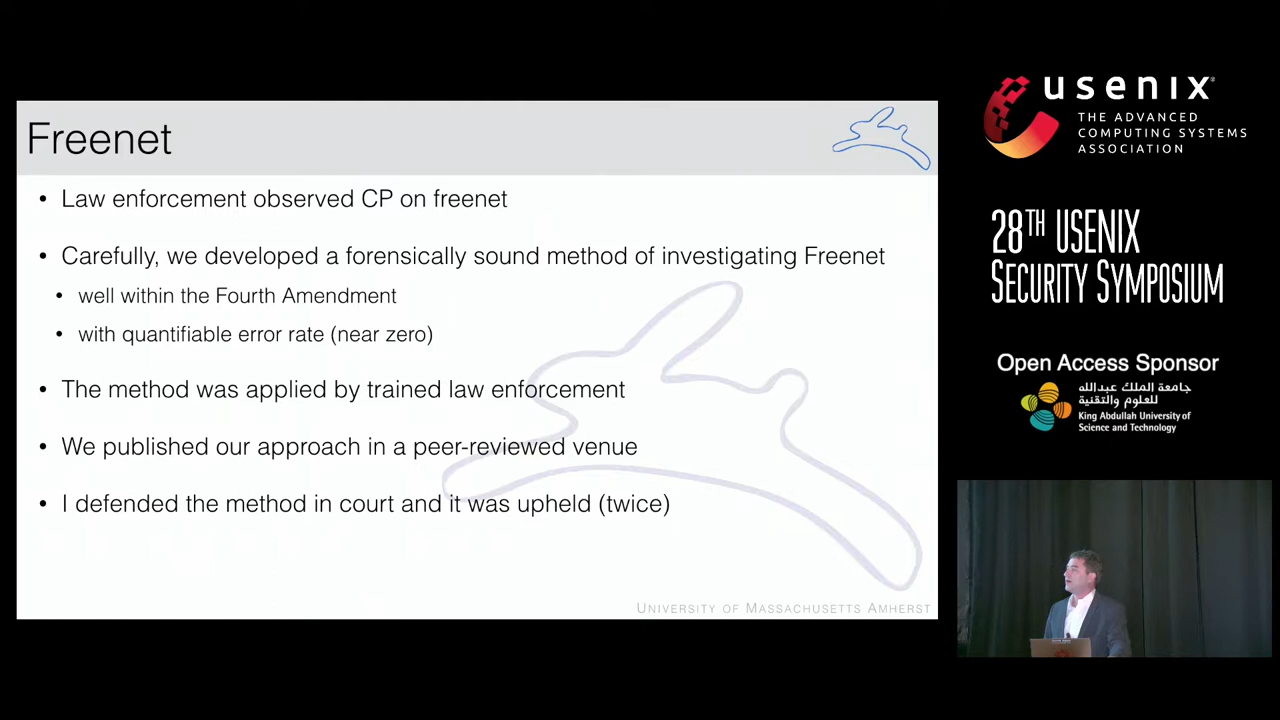 Freenet
• Law enforcement observed CP on freenet
• Carefully, we developed a forensically sound method of investigating Freenet
• well within the Fourth Amendment
• with quantifiable error rate (near zero)
• The method was applied by trained law enforcement
• We published our approach in a peer-reviewed venue
• I defended the method in court and it was upheld (twice)
UNIVERSITY OF MASSACHUSETTS AMHERST
usenix
THE ADVANCED
COMPUTING SYSTEMS
ASSOCIATION
28TH USENIX
SECURITY SYMPOSIUM
Open Access Sponsor
جامعة الملك عبدالله
للعلوم والتقنية
King Abdullah University of
Science and Technology